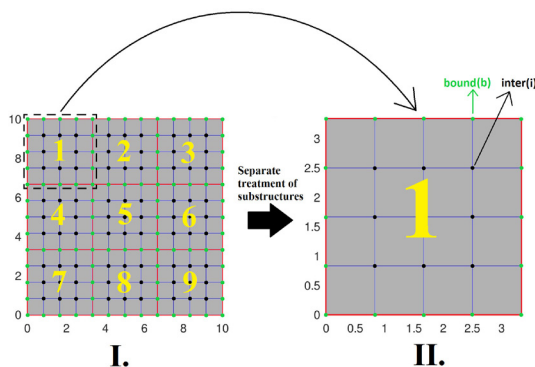 bound(b) inter(i)
10
8
6
4
2
0
1 2 3
4 5 6
7 8 9
0 2 4 6 8 10
I.
Separate
treatment of
substructures
3
2.5
2
1.5
1
0.5
0
1
0 0.5 1 1.5 2 2.5 3
II.